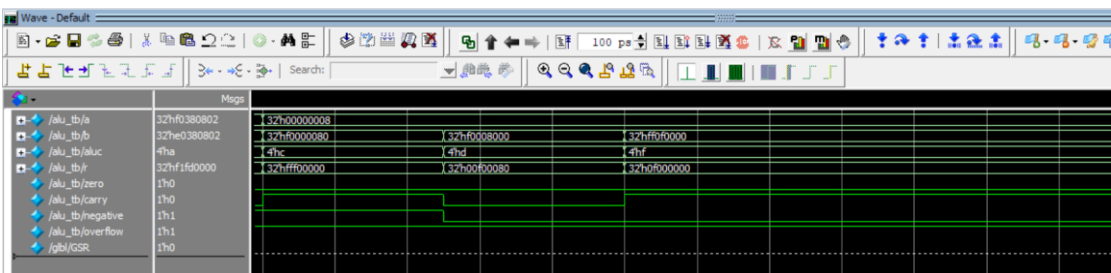 Wave - Default
100 ps
Search:
Msgs
/alu_tb/a 32'hf0380802 32'h00000008
/alu_tb/b 32'he0380802 32'hf0000080 32'hf0008000 32'hff0f0000
/alu_tb/aluc 4'ha 4'hc 4'hd 4'hf
/alu_tb/r 32'hf1fd0000 32'hfff00000 32'h00f00080 32'h0f000000
/alu_tb/zero 1'h0
/alu_tb/carry 1'h0
/alu_tb/negative 1'h1
/alu_tb/overflow 1'h1
/glbl/GSR 1'h0